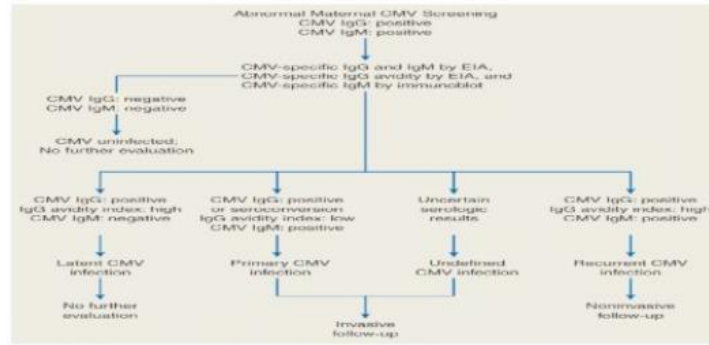 Abnormal Maternal CMV Screening
CMV IgG: positive
CMV IgM: positive
CMV-specific IgG and IgM by EIA,
CMV-specific IgG avidity by EIA, and
CMV-specific IgM by immunoblot
CMV IgG: negative
CMV IgM: negative
CMV uninfected;
No further evaluation
CMV IgG: positive
IgG avidity index: high
CMV IgM: negative
Latent CMV
infection
No further
evaluation
CMV IgG: positive
or seroconversion
IgG avidity index: low
CMV IgM: positive
Primary CMV
infection
Uncertain
serologic
results
Undefined
CMV infection
Invasive
follow-up
CMV IgG: positive
IgG avidity index: high
CMV IgM: positive
Recurrent CMV
infection
Noninvasive
follow-up